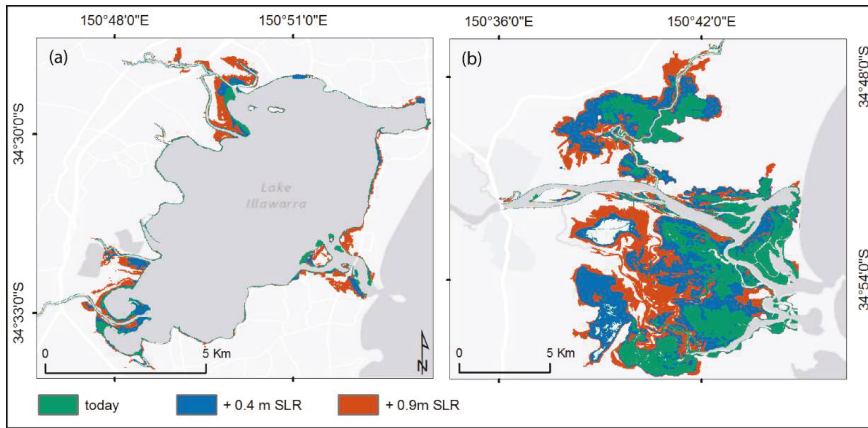 150°48'0"E 150°51'0"E 150°36'0"E 150°42'0"E
(a)
34°30'0"S
34°33'0"S
Lake
Illawarra
0 5 Km
N
(b)
34°48'0"S
34°54'0"S
0 5 Km
today + 0.4 m SLR + 0.9m SLR